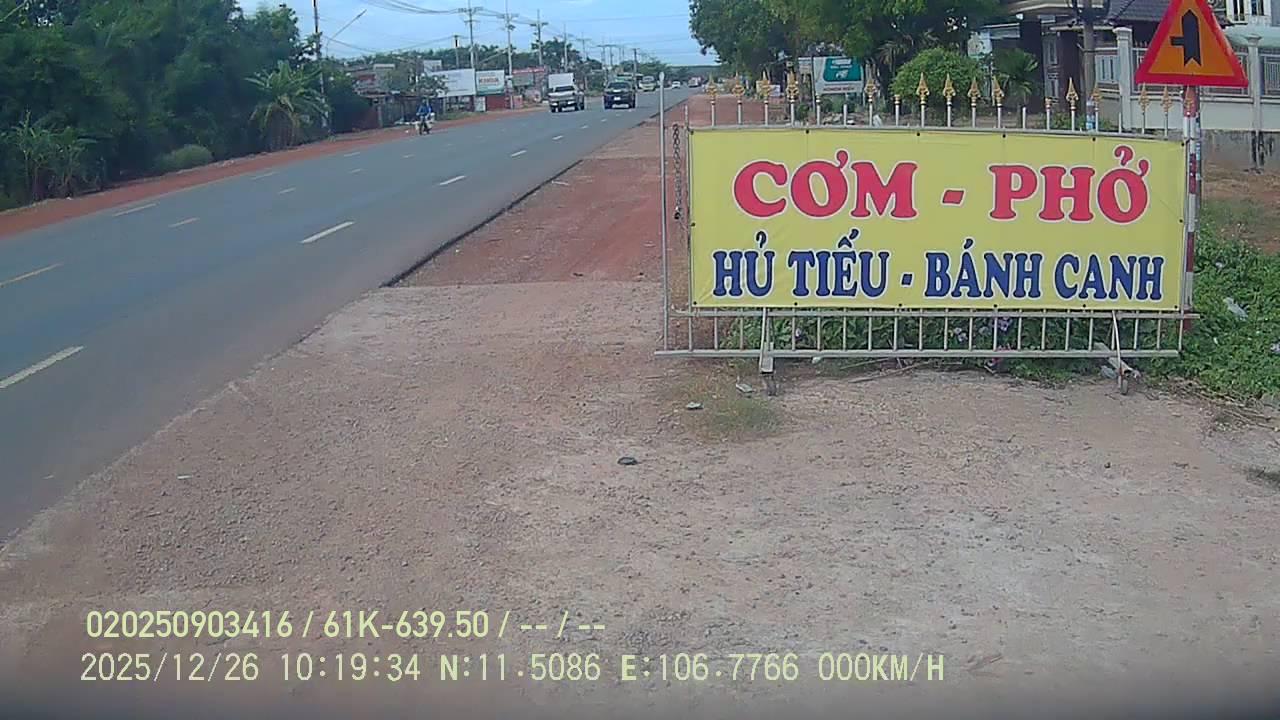 CƠM - PHỞ
HỦ TIẾU - BÁNH CANH
020250903416 / 61K-639.50 / -- / --
2025/12/26 10:19:34 N:11.5086 E:106.7766 000KM/H